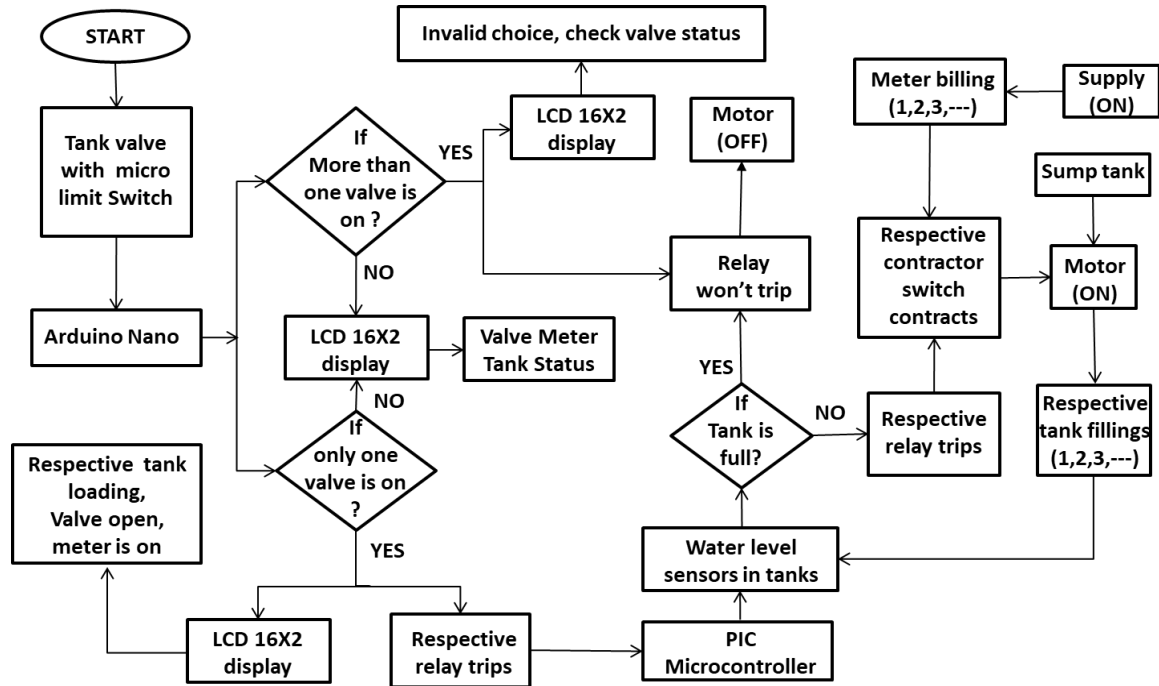 START
Tank valve
with micro
limit Switch
Arduino Nano
Invalid choice, check valve status
LCD 16X2
display
If
More than
one valve is
on ?
YES
NO
LCD 16X2
display
Valve Meter
Tank Status
NO
If
only one
valve is on
?
YES
Respective tank
loading,
Valve open,
meter is on
LCD 16X2
display
Respective
relay trips
PIC
Microcontroller
Water level
sensors in tanks
If
Tank is
full?
YES
NO
Relay
won't trip
Motor
(OFF)
Respective
relay trips
Respective
contractor
switch
contracts
Meter billing
(1,2,3,---)
Supply
(ON)
Sump tank
Motor
(ON)
Respective
tank fillings
(1,2,3,---)